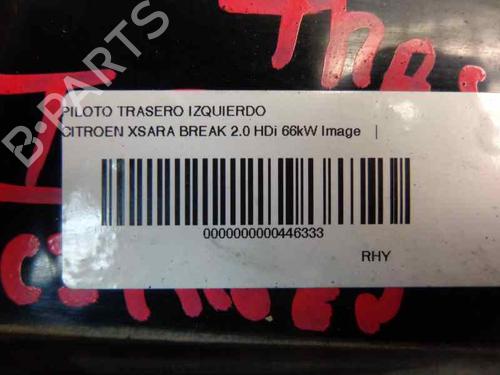 B-PARTS
PILOTO TRASERO IZQUIERDO
CITROEN XSARA BREAK 2.0 HDi 66kW Image |
0000000000446333
RHY